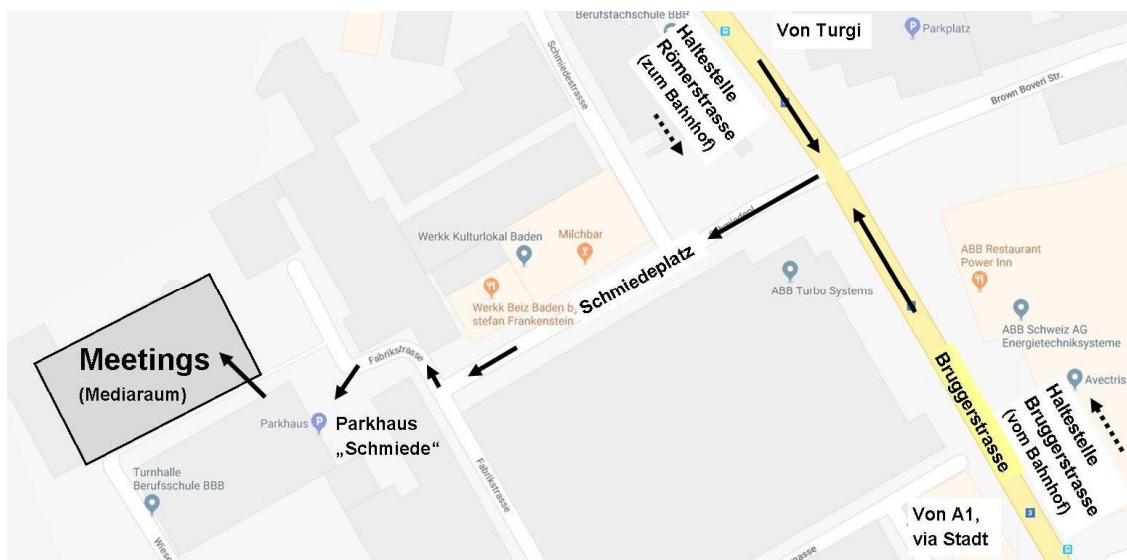 Berufsfachschule BBB
Von Turgi
Parkplatz
Haltestelle
Römerstrasse
(zum Bahnhof)
Schmiedestrasse
Brown Boveri Str.
Werkk Kulturlokal Baden
Milchbar
Schmiedeplatz
ABB Restaurant
Power Inn
ABB Turbo Systems
Werkk Beiz Baden b
stefan Frankenstein
ABB Schweiz AG
Energietechniksysteme
Meetings
(Mediaraum)
Fabrikstrasse
Bruggerstrasse
Avectris
Haltestelle
Bruggerstrasse
(vom Bahnhof)
Parkhaus
Parkhaus
„Schmiede“
Turnhalle
Berufsschule BBB
Fabrikstrasse
Von A1,
via Stadt
3
Wiese